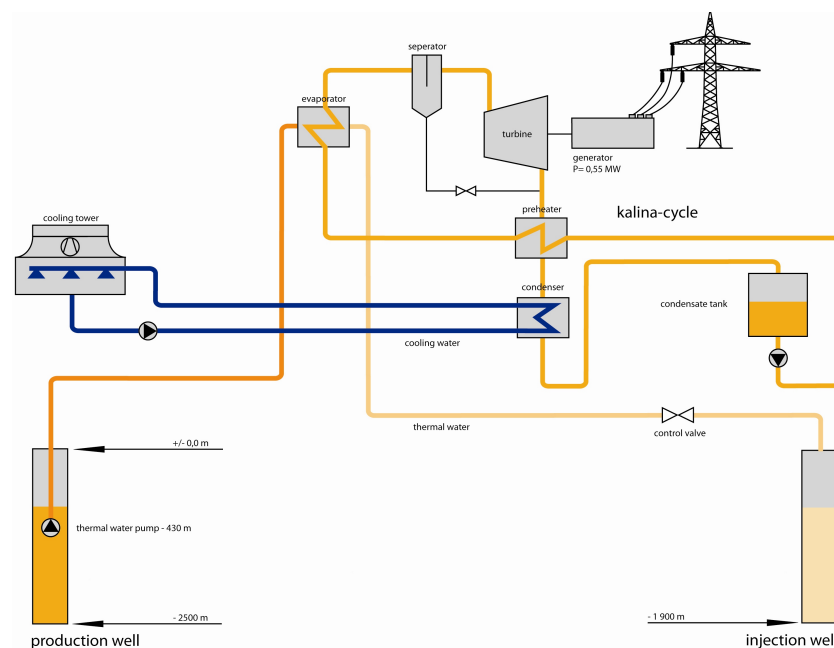 seperator
evaporator
turbine
generator
P= 0,55 MW
preheater
kalina-cycle
cooling tower
condenser
condensate tank
cooling water
thermal water
control valve
+/- 0,0 m
thermal water pump - 430 m
- 2500 m
- 1 900 m
production well
injection well